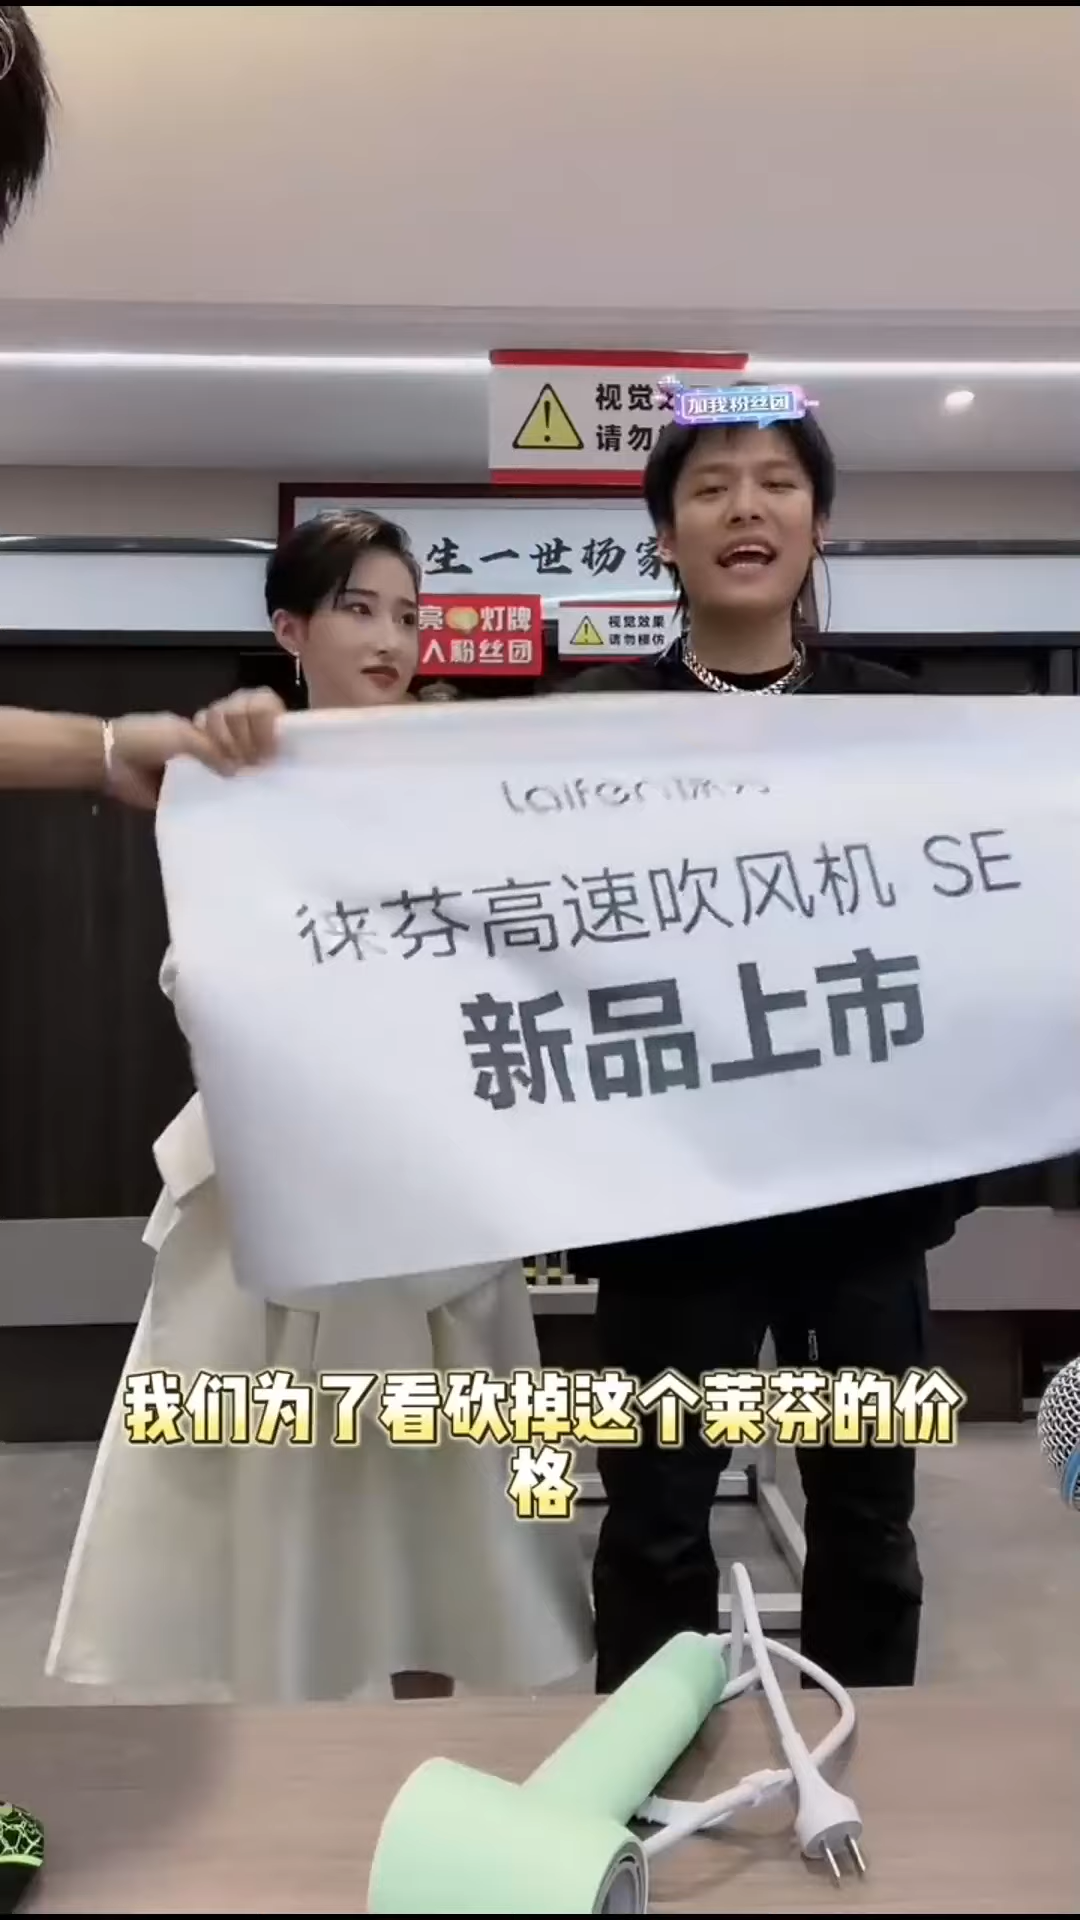 视觉
请勿
加我粉丝团
生一世杨家
亮灯牌
人粉丝团
视觉效果
请勿模仿
laifen
徕芬高速吹风机 SE
新品上市
我们为了看砍掉这个莱芬的价
格